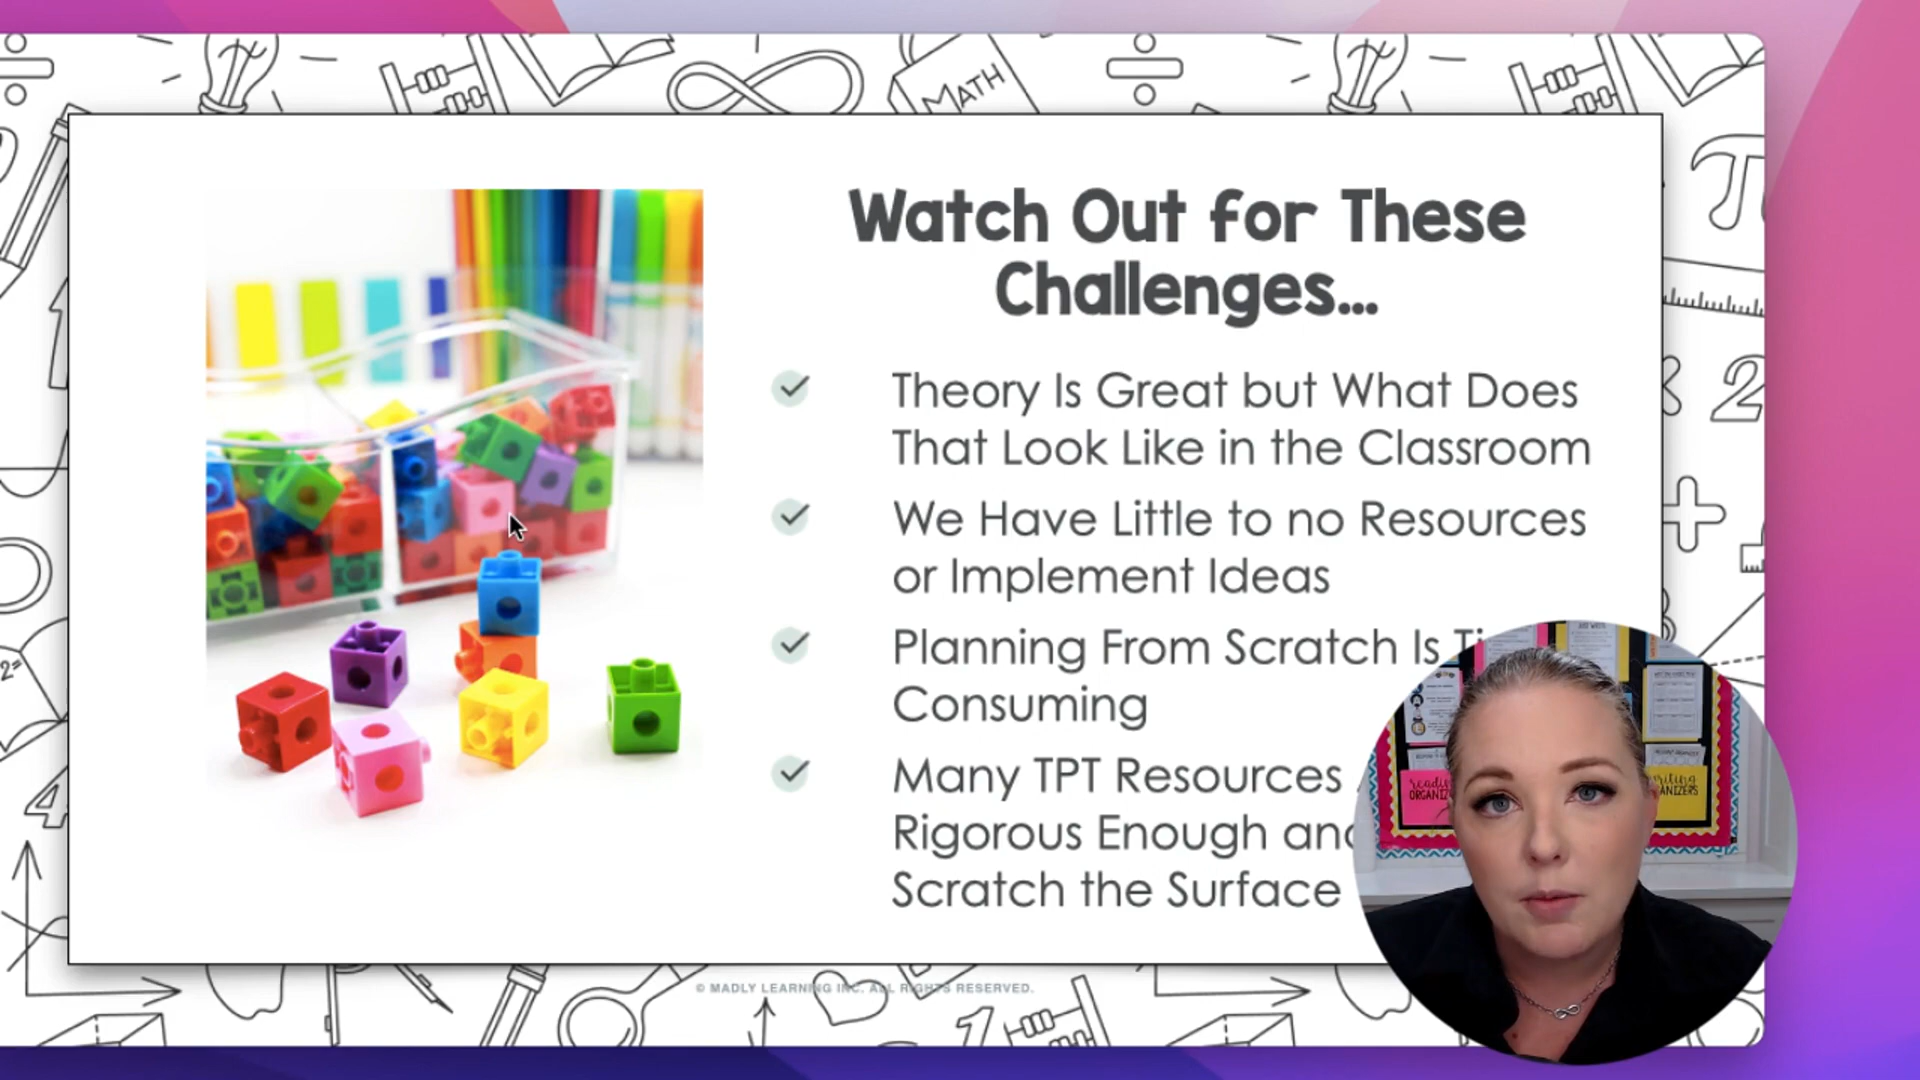 MATH
Watch Out for These
Challenges...
Theory Is Great but What Does
That Look Like in the Classroom
We Have Little to no Resources
or Implement Ideas
Planning From Scratch Is
Consuming
Many TPT Resources
Rigorous Enough and
Scratch the Surface
© MADLY LEARNING INC. ALL RIGHTS RESERVED.